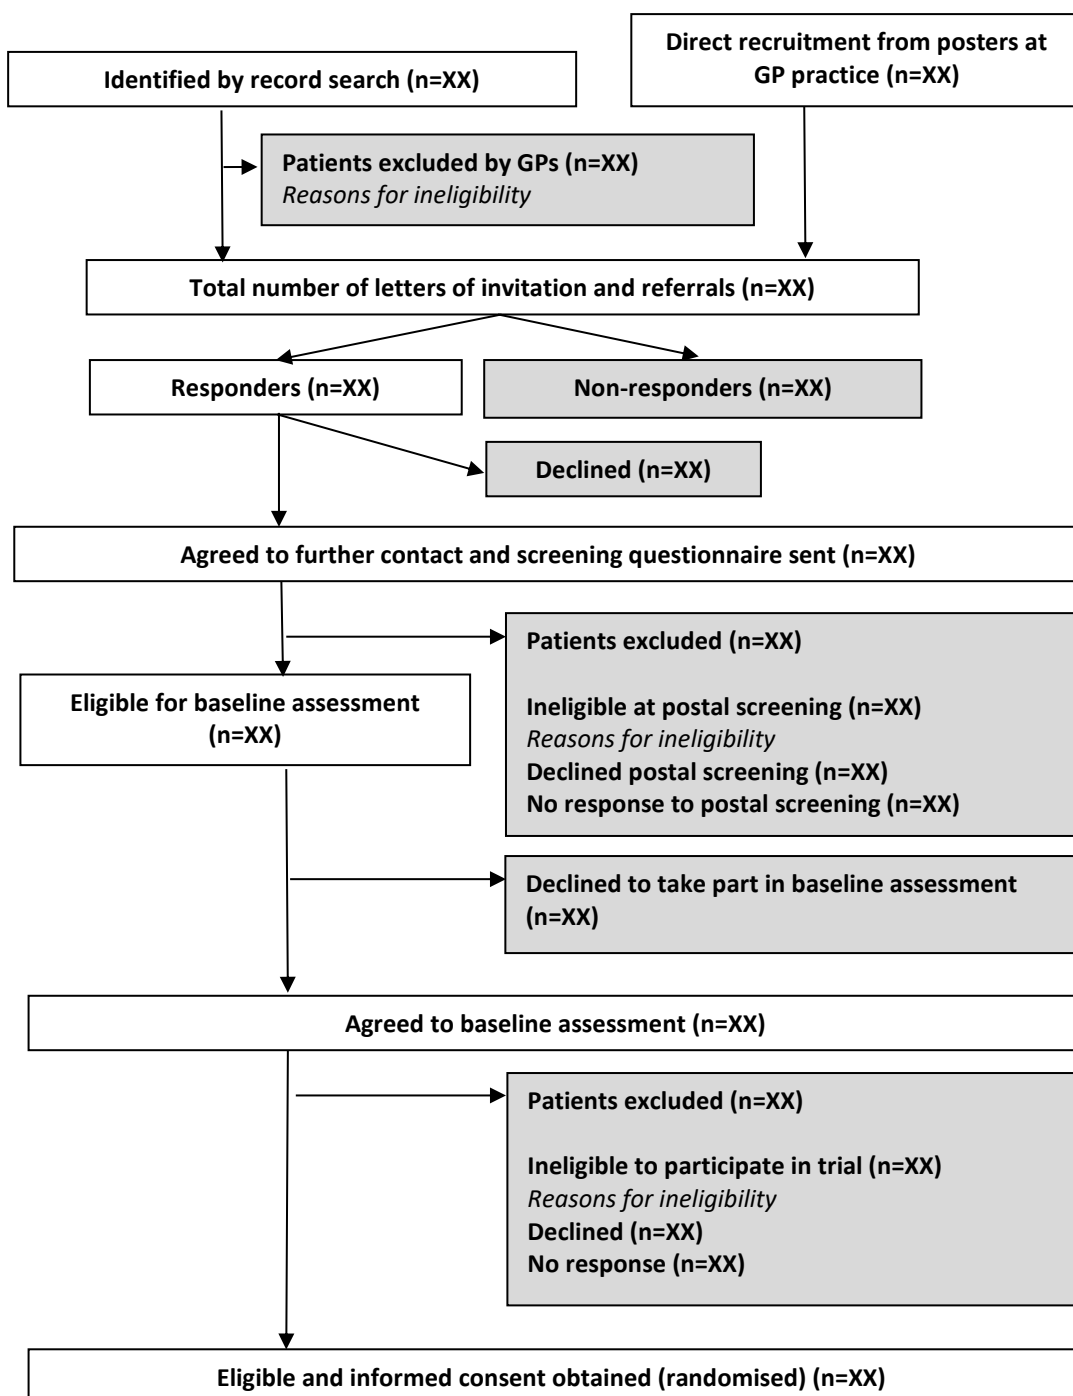 Direct recruitment from posters at
GP practice (n=XX)
Identified by record search (n=XX)
Patients excluded by GPs (n=XX)
Reasons for ineligibility
Total number of letters of invitation and referrals (n=XX)
Responders (n=XX)
Non-responders (n=XX)
Declined (n=XX)
Agreed to further contact and screening questionnaire sent (n=XX)
Patients excluded (n=XX)
Ineligible at postal screening (n=XX)
Reasons for ineligibility
Declined postal screening (n=XX)
No response to postal screening (n=XX)
Eligible for baseline assessment
(n=XX)
Declined to take part in baseline assessment
(n=XX)
Agreed to baseline assessment (n=XX)
Patients excluded (n=XX)
Ineligible to participate in trial (n=XX)
Reasons for ineligibility
Declined (n=XX)
No response (n=XX)
Eligible and informed consent obtained (randomised) (n=XX)